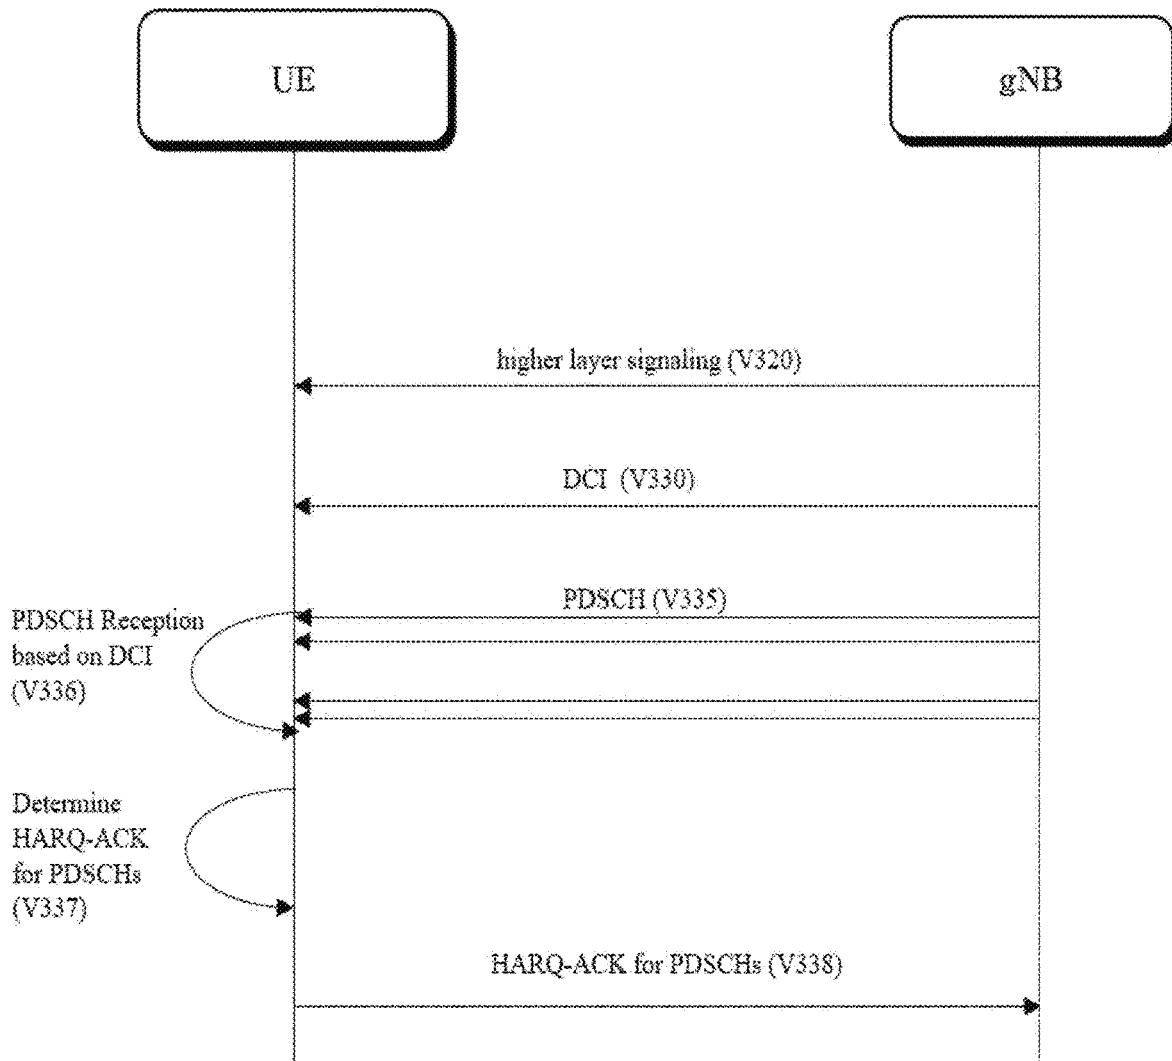 UE
gNB
higher layer signaling (V320)
DCI (V330)
PDSCH (V335)
PDSCH Reception
based on DCI
(V336)
Determine
HARQ-ACK
for PDSCHs
(V337)
HARQ-ACK for PDSCHs (V338)